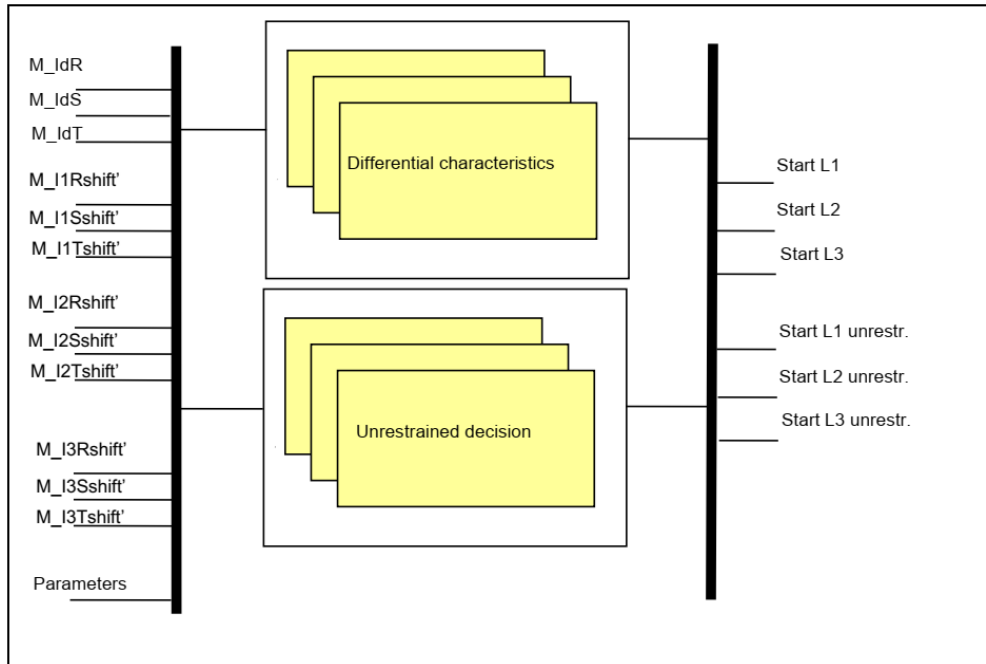 M_IdR
M_IdS
M_IdT
M_I1Rshift’
M_I1Sshift’
M_I1Tshift’
M_I2Rshift’
M_I2Sshift’
M_I2Tshift’
M_I3Rshift’
M_I3Sshift’
M_I3Tshift’
Parameters
Differential characteristics
Unrestrained decision
Start L1
Start L2
Start L3
Start L1 unrestr.
Start L2 unrestr.
Start L3 unrestr.